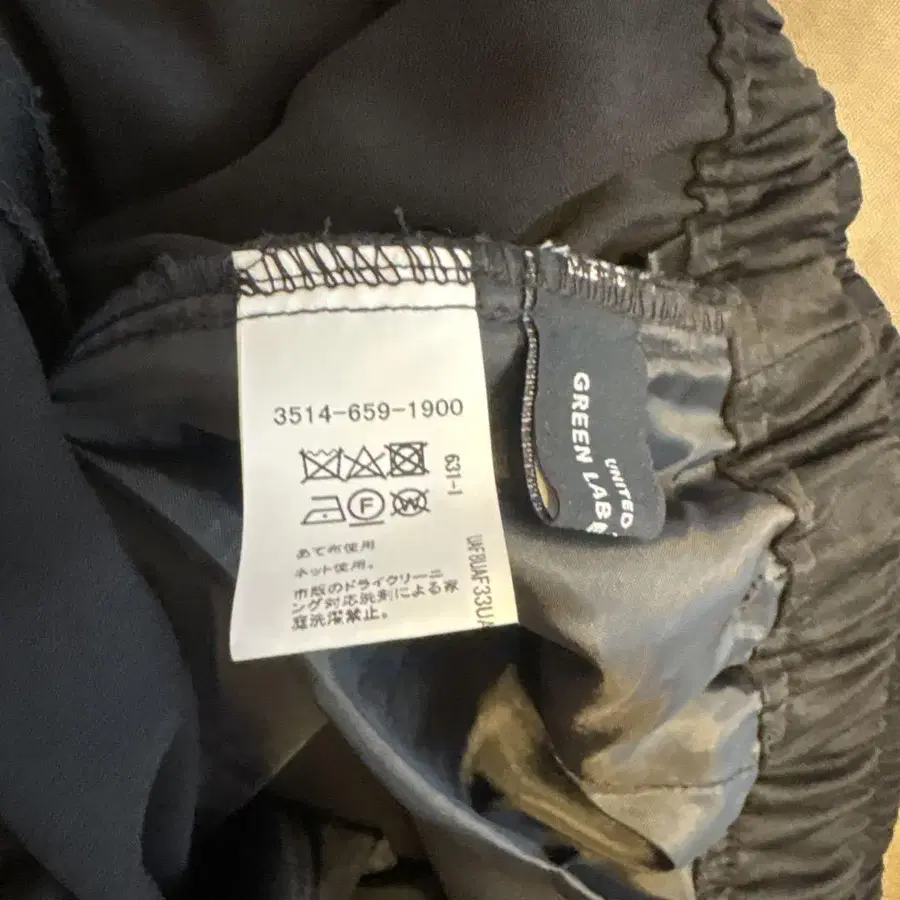 3514-659-1900
631-1
F
W
あて布使用
ネット使用。
市販のドライクリーニ
ング対応洗剤による家
庭洗濯禁止。
UNITED
GREEN LAB